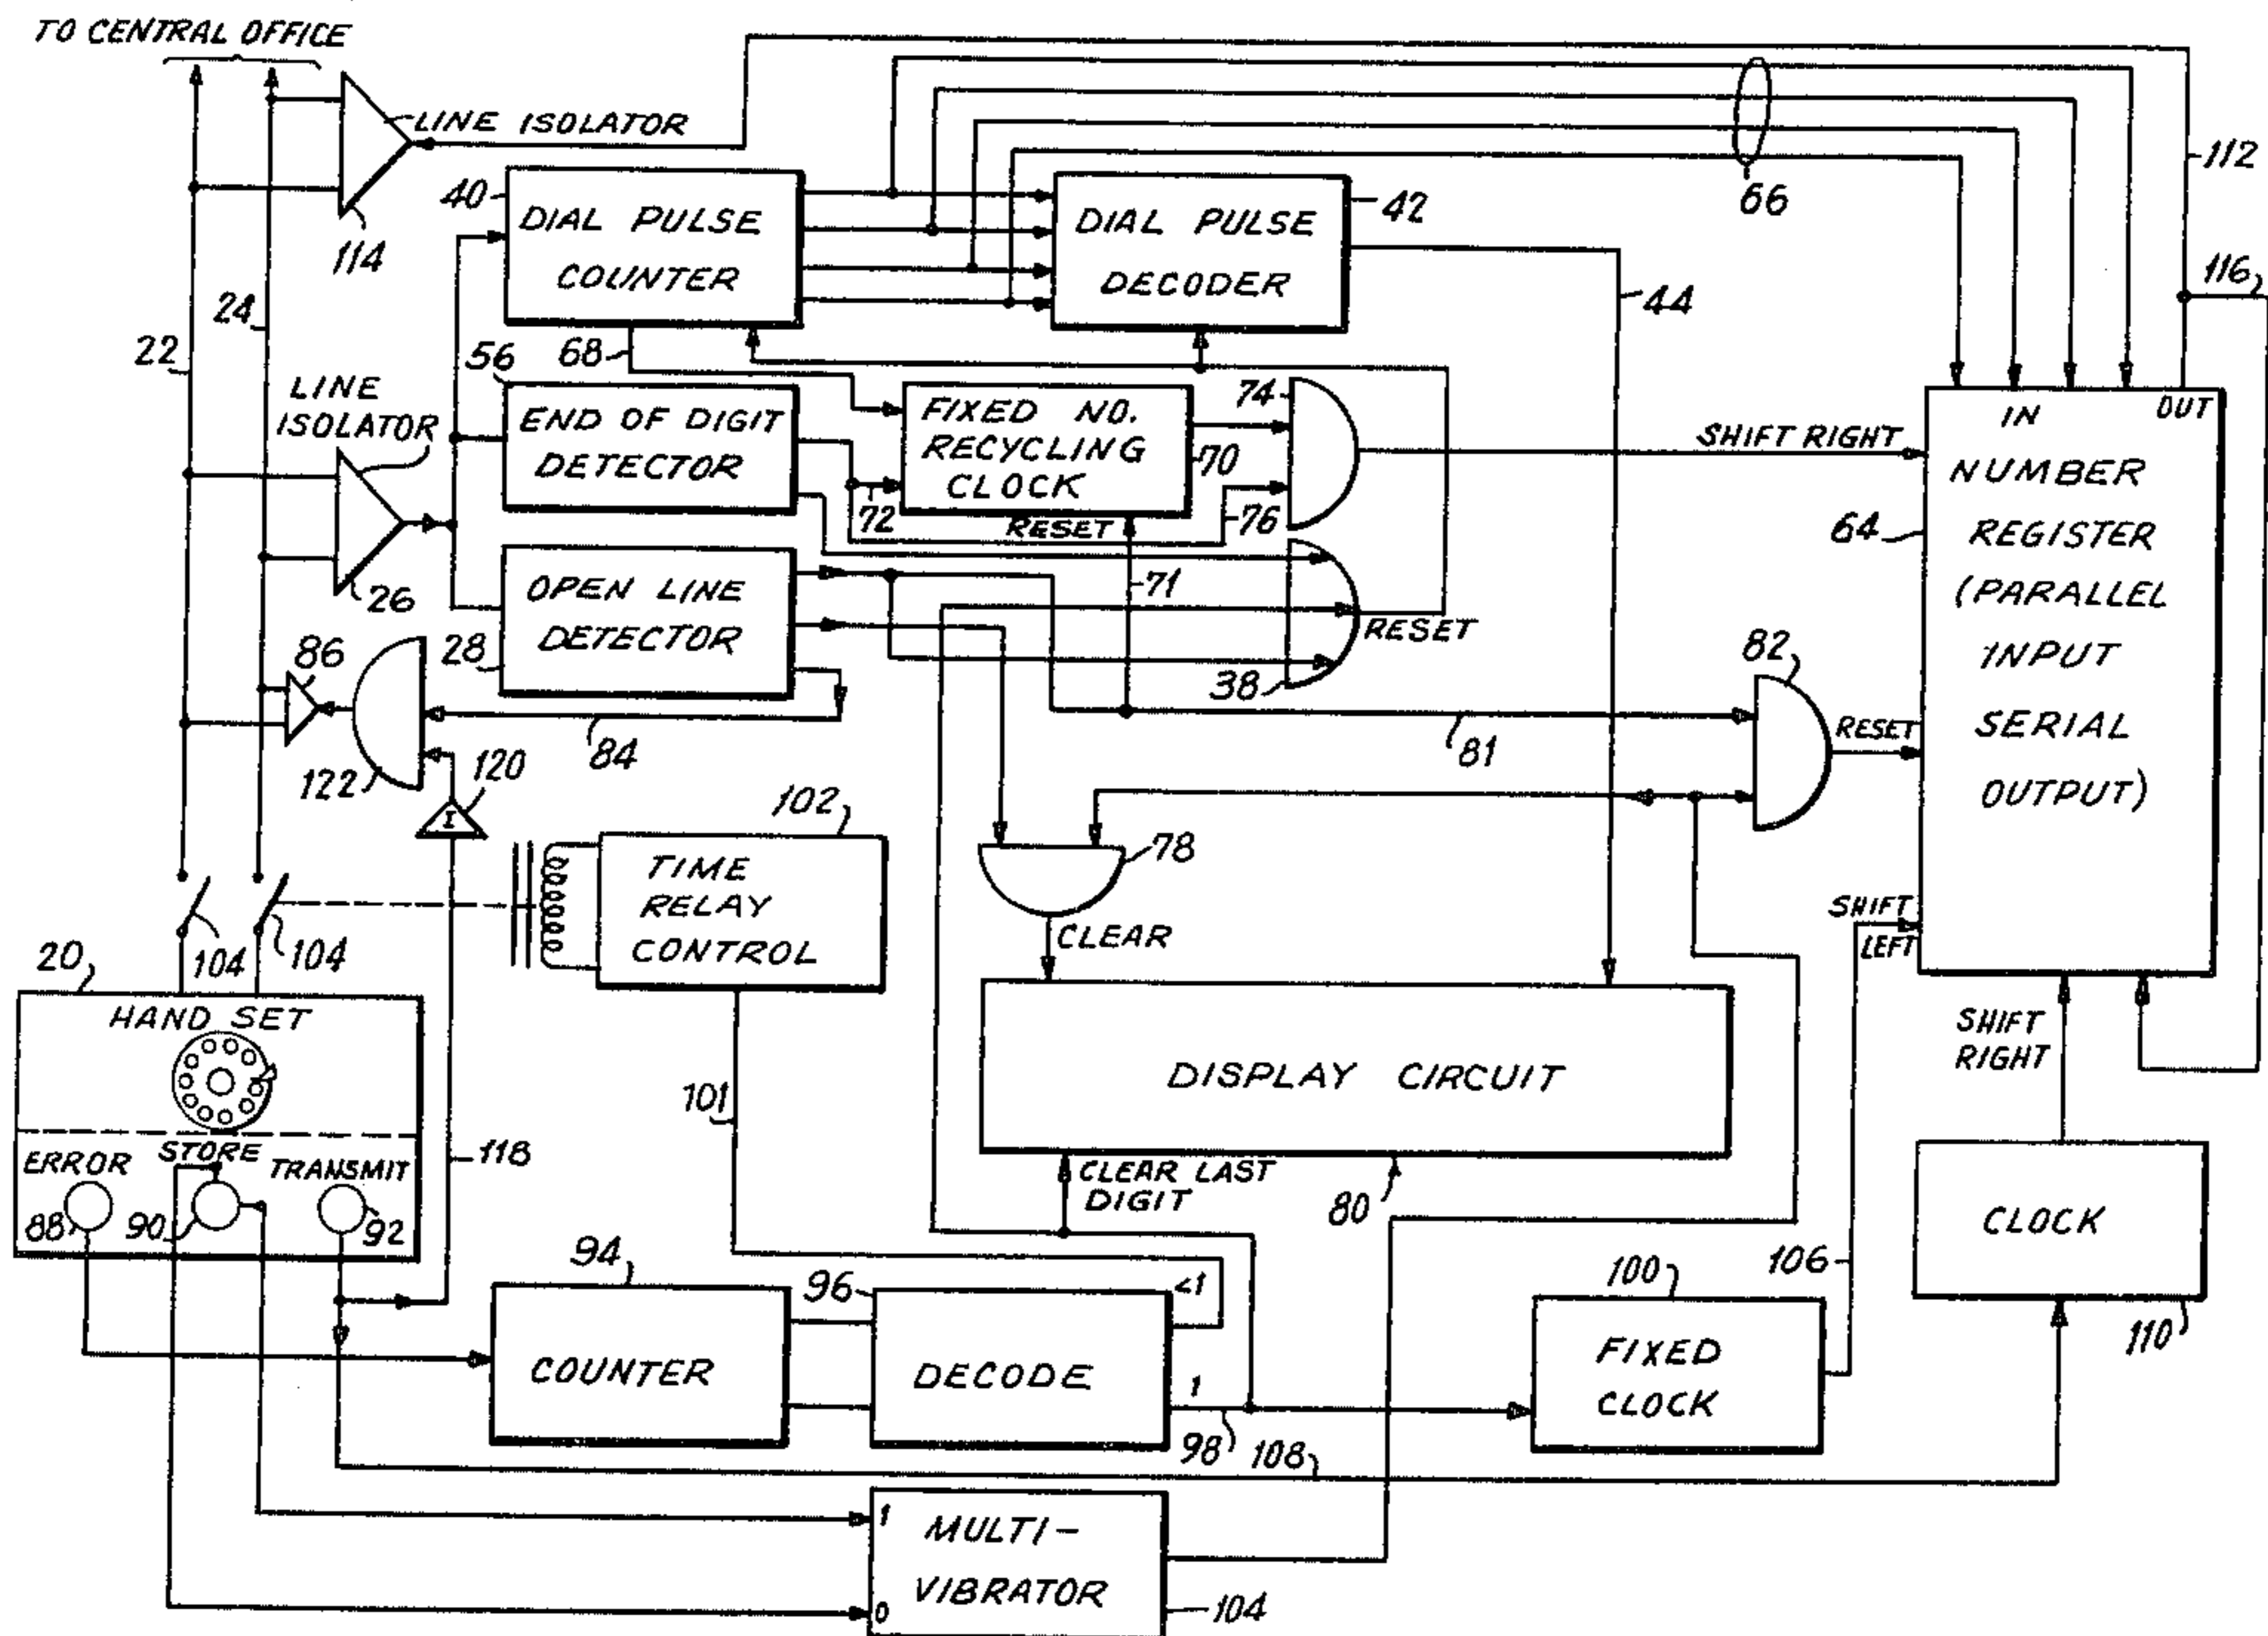 TO CENTRAL OFFICE
LINE ISOLATOR
114
112
66
116
40
DIAL PULSE
COUNTER
DIAL PULSE
DECODER
42
44
24
22
68
56
END OF DIGIT
DETECTOR
FIXED NO.
RECYCLING
CLOCK
70
72
RESET
71
74
76
SHIFT RIGHT
LINE
ISOLATOR
26
OPEN LINE
DETECTOR
28
38
RESET
IN
OUT
NUMBER
REGISTER
(PARALLEL
INPUT
SERIAL
OUTPUT)
64
82
RESET
81
84
86
122
120
I
102
TIME
RELAY
CONTROL
78
CLEAR
SHIFT
LEFT
104
104
20
HAND SET
STORE
ERROR
TRANSMIT
88
90
92
118
101
DISPLAY CIRCUIT
CLEAR LAST
DIGIT
80
SHIFT
RIGHT
CLOCK
110
106
94
COUNTER
96
DECODE
<1
1
98
108
100
FIXED
CLOCK
1
MULTI-
VIBRATOR
0
104